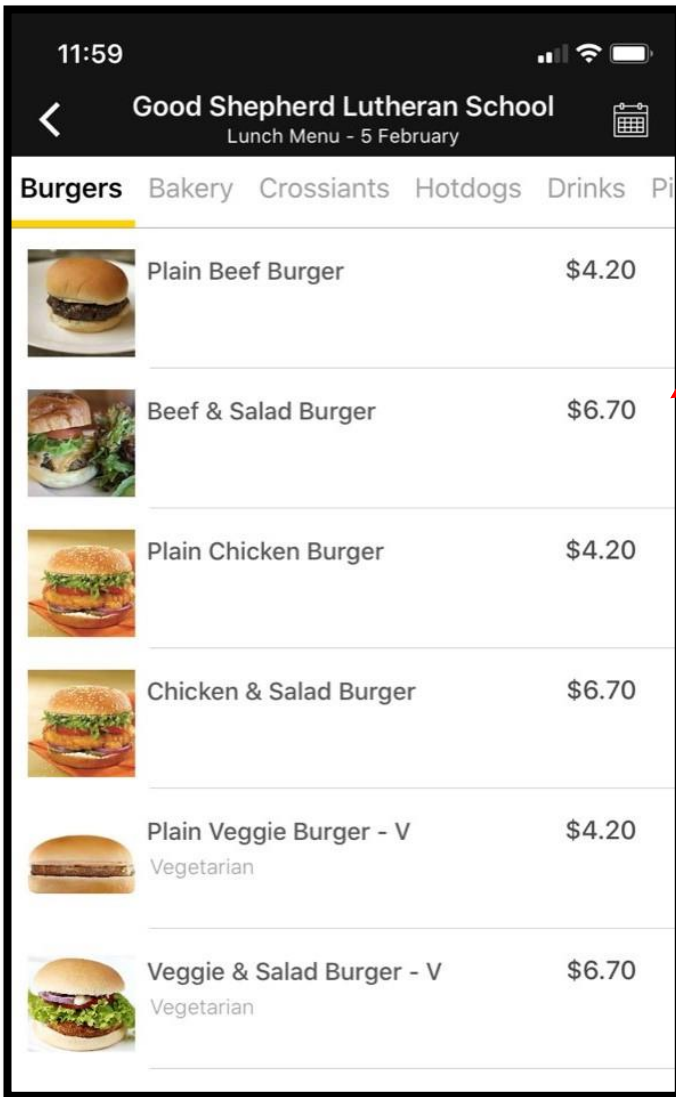 11:59
Good Shepherd Lutheran School
Lunch Menu - 5 February
Burgers Bakery Crossiants Hotdogs Drinks Pi
Plain Beef Burger $4.20
Beef & Salad Burger $6.70
Plain Chicken Burger $4.20
Chicken & Salad Burger $6.70
Plain Veggie Burger - V $4.20
Vegetarian
Veggie & Salad Burger - V $6.70
Vegetarian